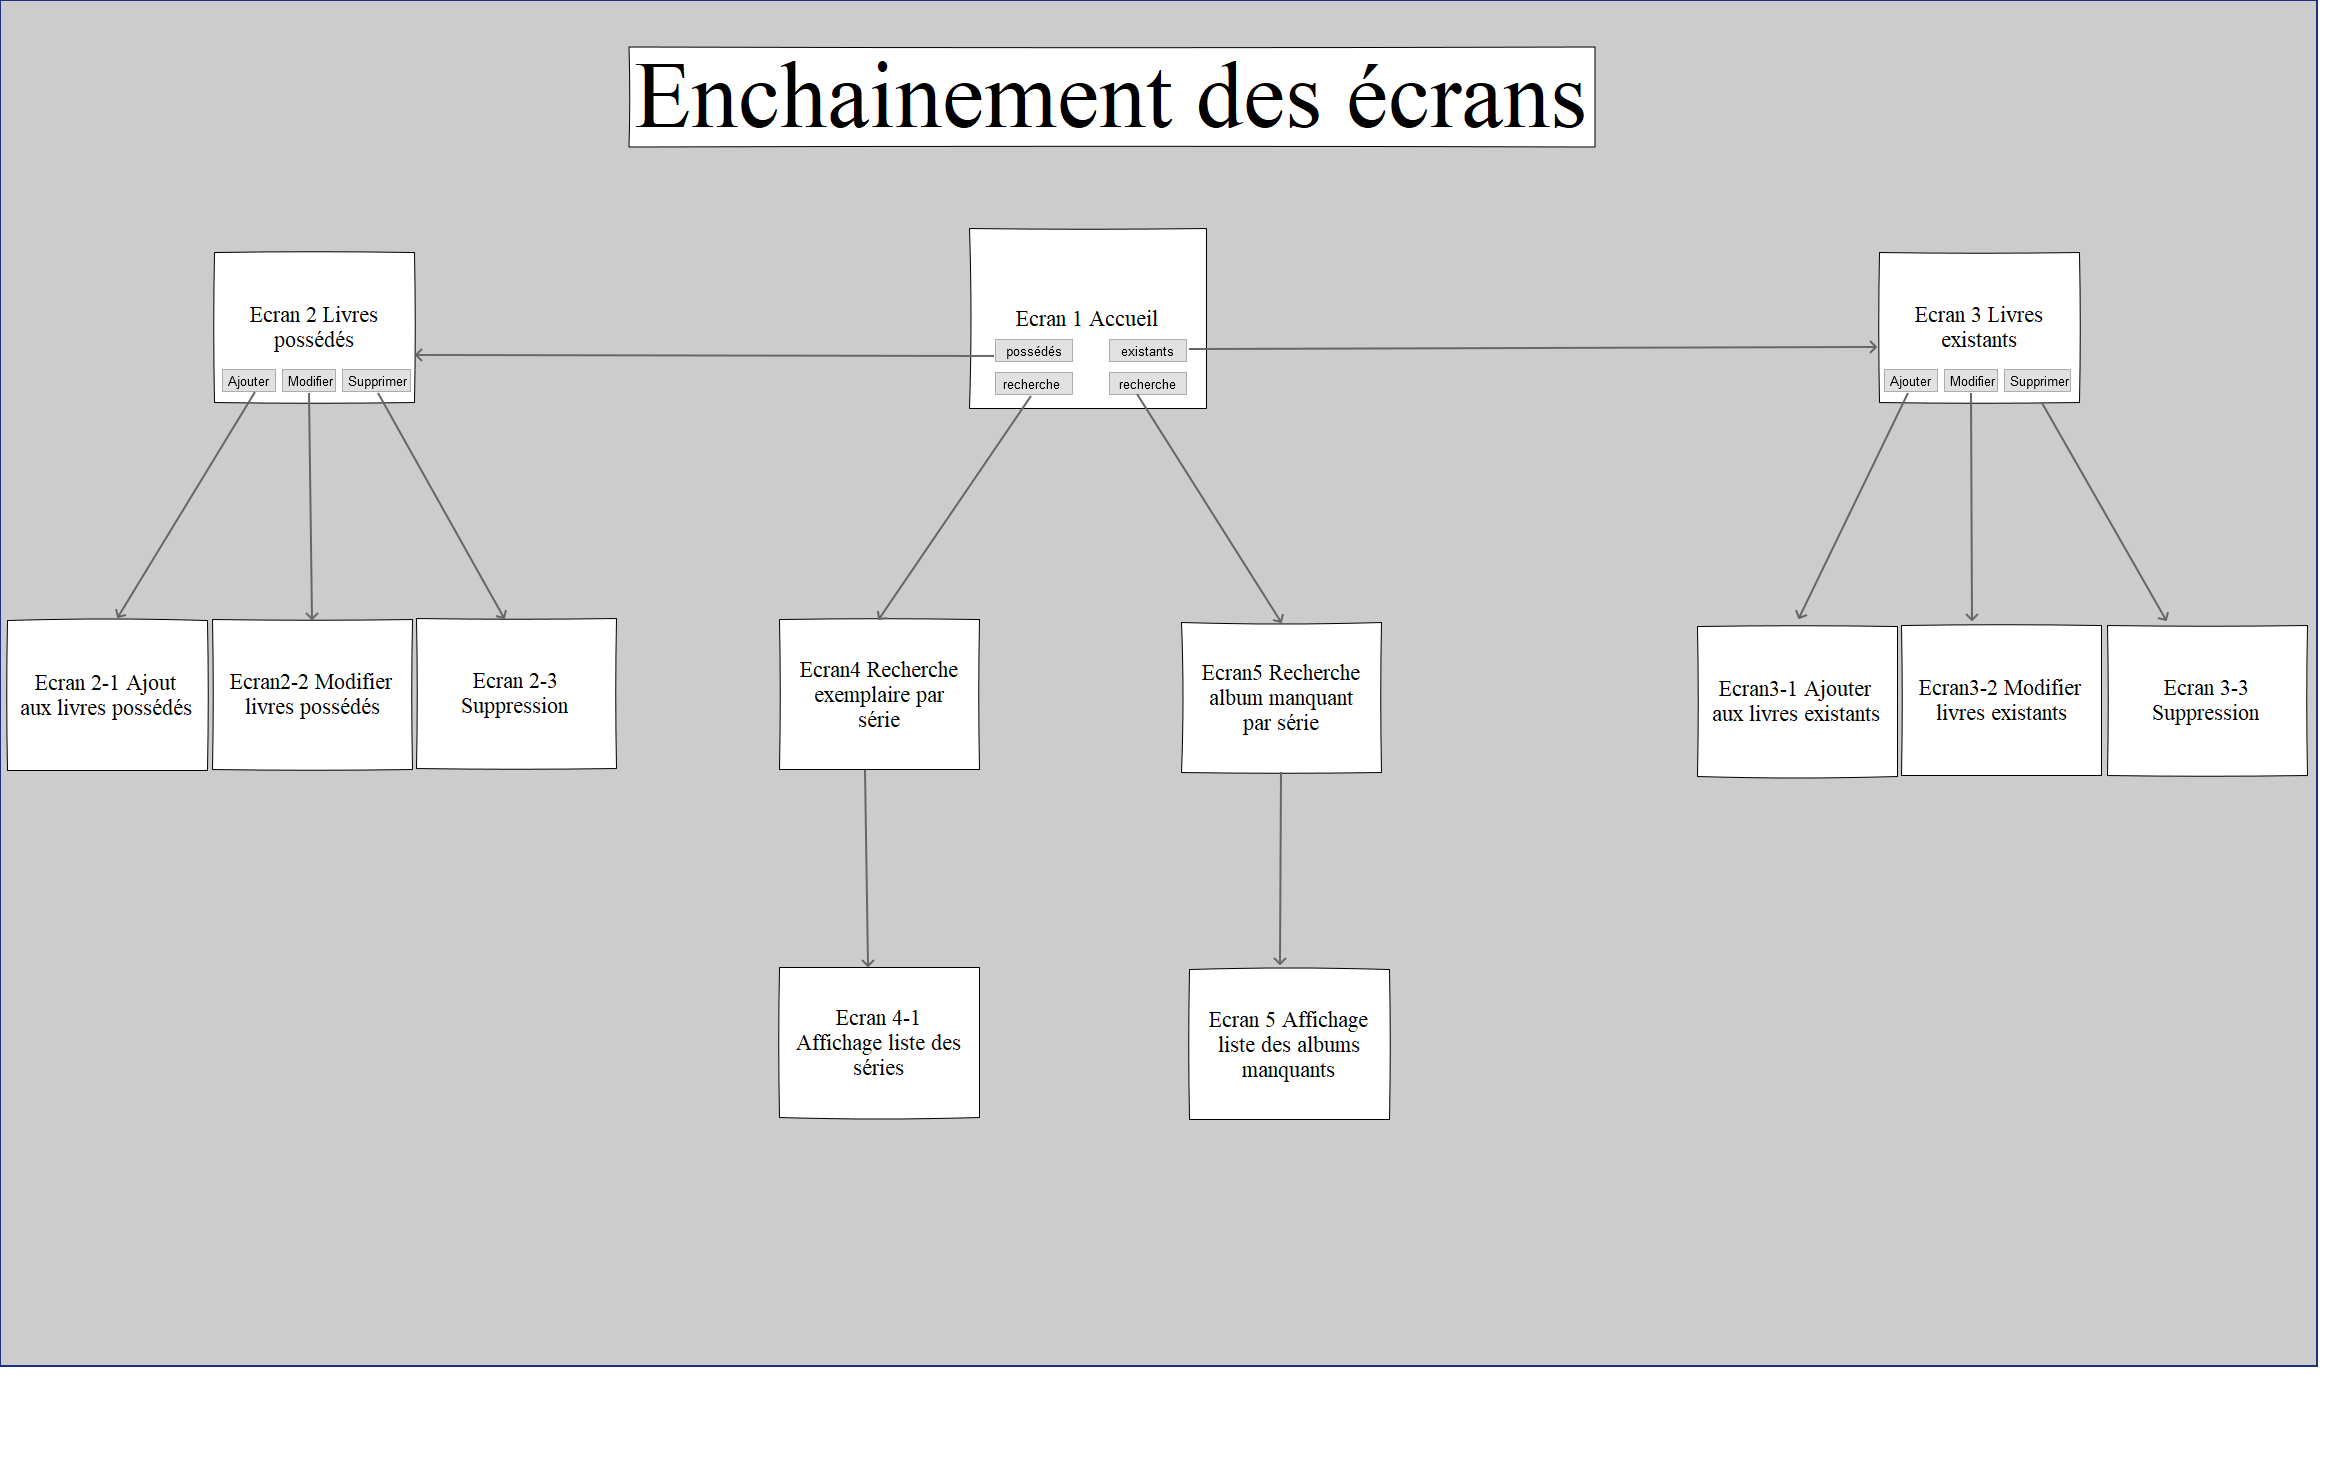 Enchainement des écrans
Ecran 2 Livres
possédés
Ajouter
Modifier
Supprimer
Ecran 1 Accueil
possédés
existants
recherche
recherche
Ecran 3 Livres
existants
Ajouter
Modifier
Supprimer
Ecran 2-1 Ajout
aux livres possédés
Ecran2-2 Modifier
livres possédés
Ecran 2-3
Suppression
Ecran4 Recherche
exemplaire par
série
Ecran5 Recherche
album manquant
par série
Ecran3-1 Ajouter
aux livres existants
Ecran3-2 Modifier
livres existants
Ecran 3-3
Suppression
Ecran 4-1
Affichage liste des
séries
Ecran 5 Affichage
liste des albums
manquants